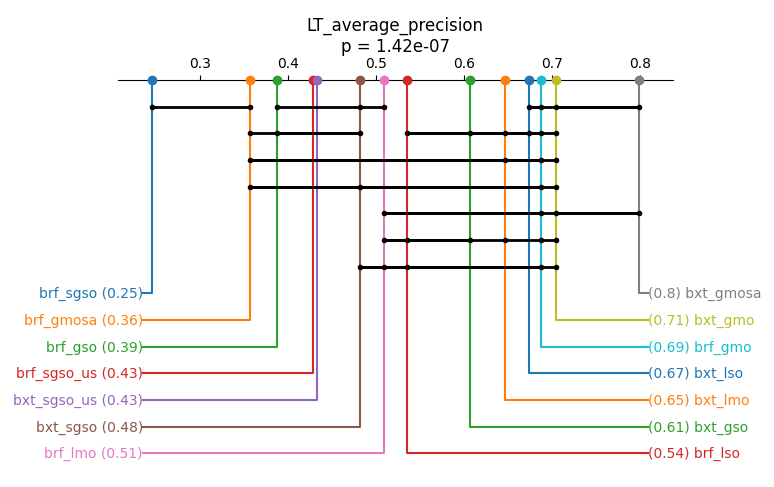 LT_average_precision
p = 1.42e-07
0.3 0.4 0.5 0.6 0.7 0.8
brf_sgso (0.25) (0.8) bxt_gmosa
brf_gmosa (0.36) (0.71) bxt_gmo
brf_gso (0.39) (0.69) brf_gmo
brf_sgso_us (0.43) (0.67) bxt_lso
bxt_sgso_us (0.43) (0.65) bxt_lmo
bxt_sgso (0.48) (0.61) bxt_gso
brf_lmo (0.51) (0.54) brf_lso